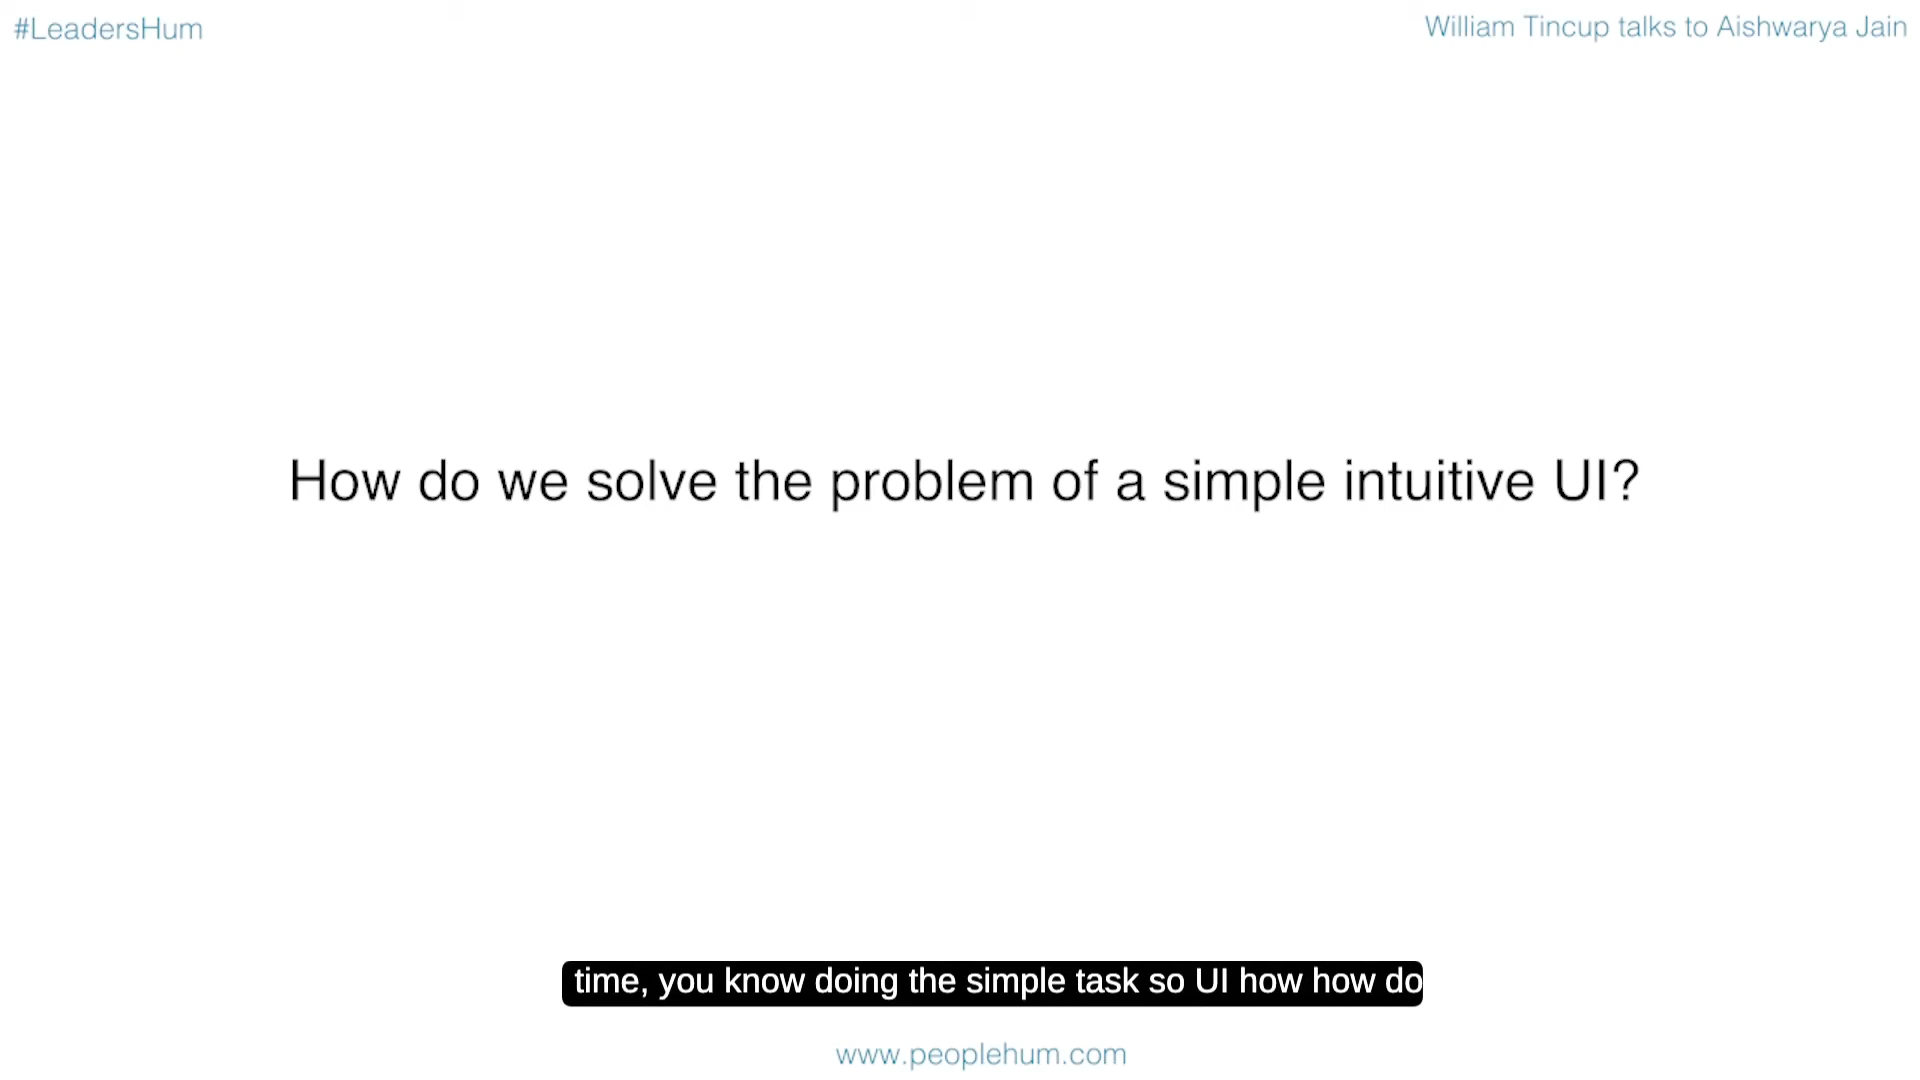 #LeadersHum
William Tincup talks to Aishwarya Jain
How do we solve the problem of a simple intuitive UI?
time, you know doing the simple task so UI how how do
www.peoplehum.com